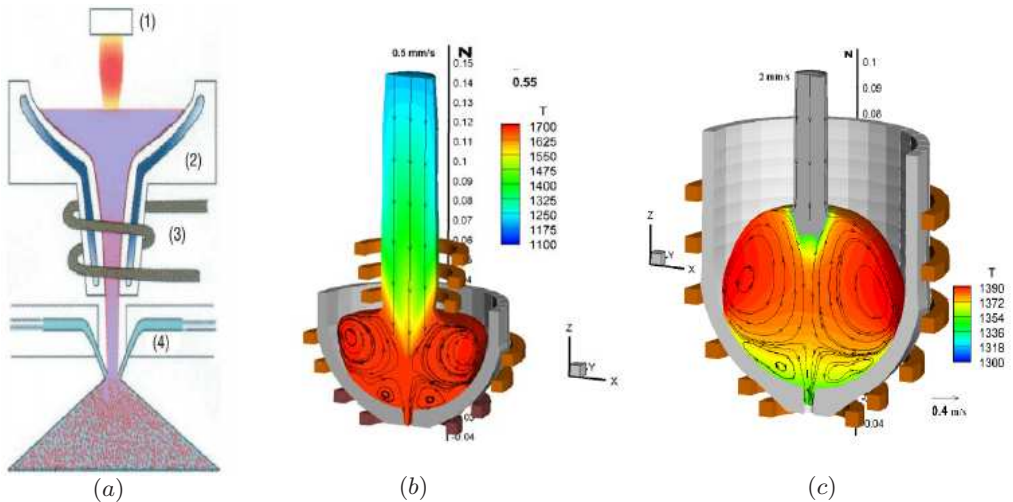 (1)
(2)
(3)
(4)
(a)
0.5 mm/s
N
0.55
0.15
0.14
0.13
0.12
0.11
0.1
0.09
0.08
0.07
0.06
-0.04
T
1700
1625
1550
1475
1400
1325
1250
1175
1100
Z
Y
X
(b)
2 mm/s
N
0.1
0.09
0.08
0.04
Z
Y
X
T
1390
1372
1354
1336
1318
1300
0.4 m/s
(c)